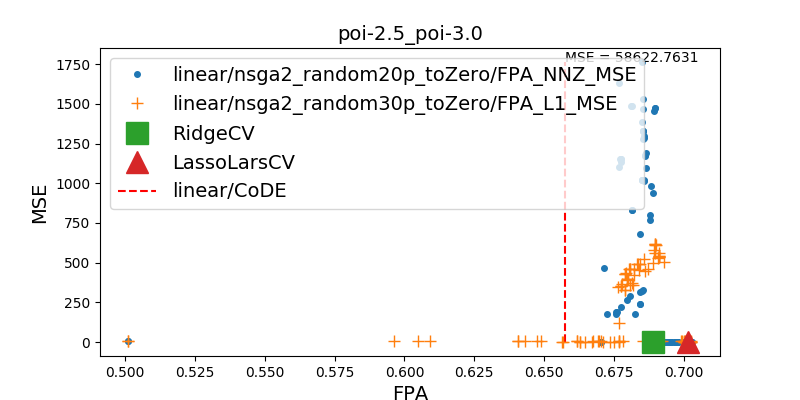 poi-2.5_poi-3.0
MSE = 58622.7631
linear/nsga2_random20p_toZero/FPA_NNZ_MSE
linear/nsga2_random30p_toZero/FPA_L1_MSE
RidgeCV
LassoLarsCV
linear/CoDE
MSE
1750
1500
1250
1000
750
500
250
0
0.500 0.525 0.550 0.575 0.600 0.625 0.650 0.675 0.700
FPA